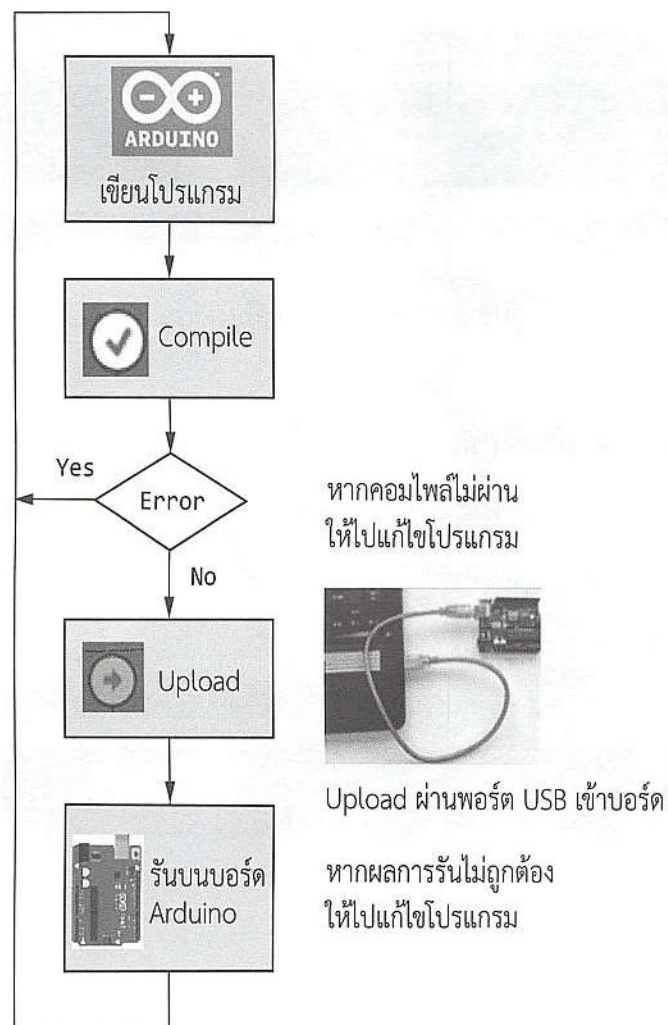 ARDUINO
เขียนโปรแกรม
Compile
Yes
Error
หากคอมไพล์ไม่ผ่าน
ให้ไปแก้ไขโปรแกรม
No
Upload
Upload ผ่านพอร์ต USB เข้าบอร์ด
รันบนบอร์ด
Arduino
หากผลการรันไม่ถูกต้อง
ให้ไปแก้ไขโปรแกรม